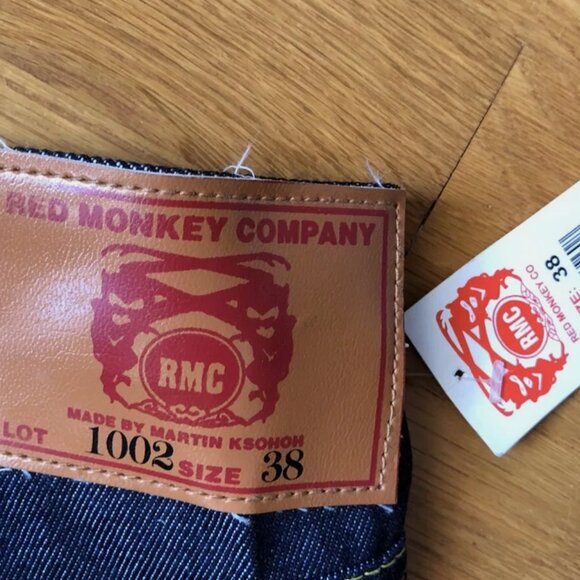 RED MONKEY COMPANY
RMC
MADE BY MARTIN KSOHOH
LOT 1002 SIZE 38
RED MONKEY CO
E: 38
RMC